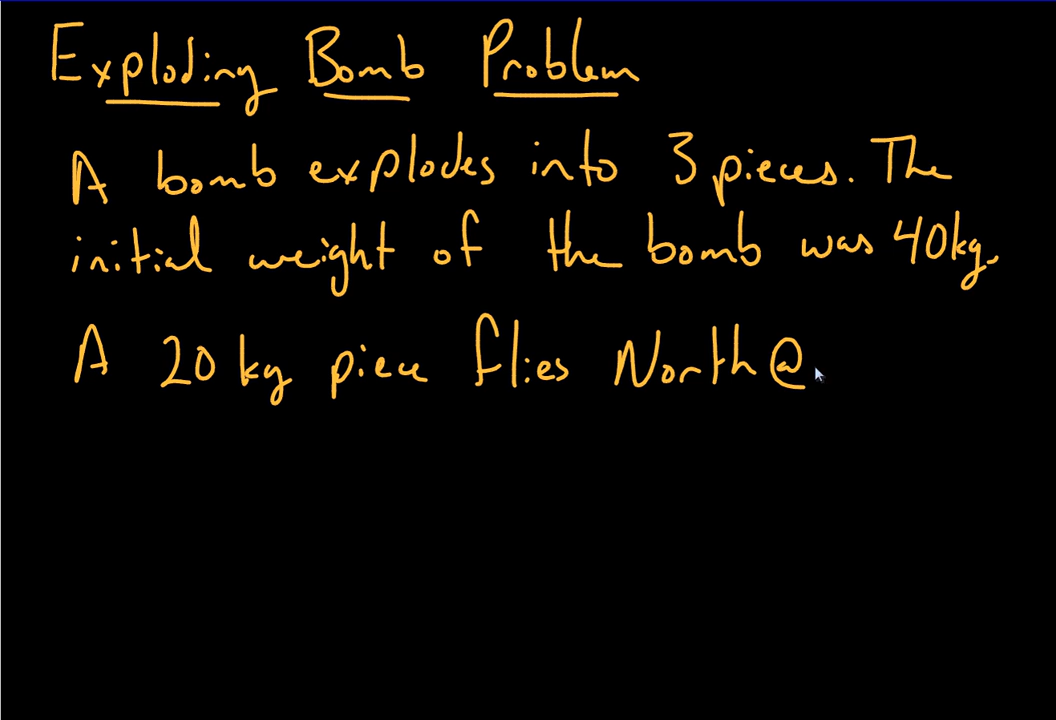 Exploding Bomb Problem
A bomb explodes into 3 pieces. The
initial weight of the bomb was 40kg.
A 20 kg piece flies North @